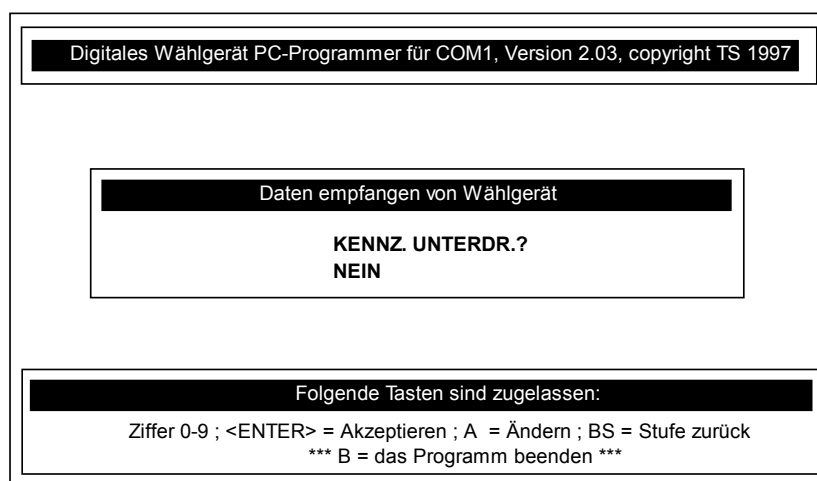 Digitales Wählgerät PC-Programmer für COM1, Version 2.03, copyright TS 1997
Daten empfangen von Wählgerät
KENNZ. UNTERDR.?
NEIN
Folgende Tasten sind zugelassen:
Ziffer 0-9 ; <ENTER> = Akzeptieren ; A = Ändern ; BS = Stufe zurück
*** B = das Programm beenden ***